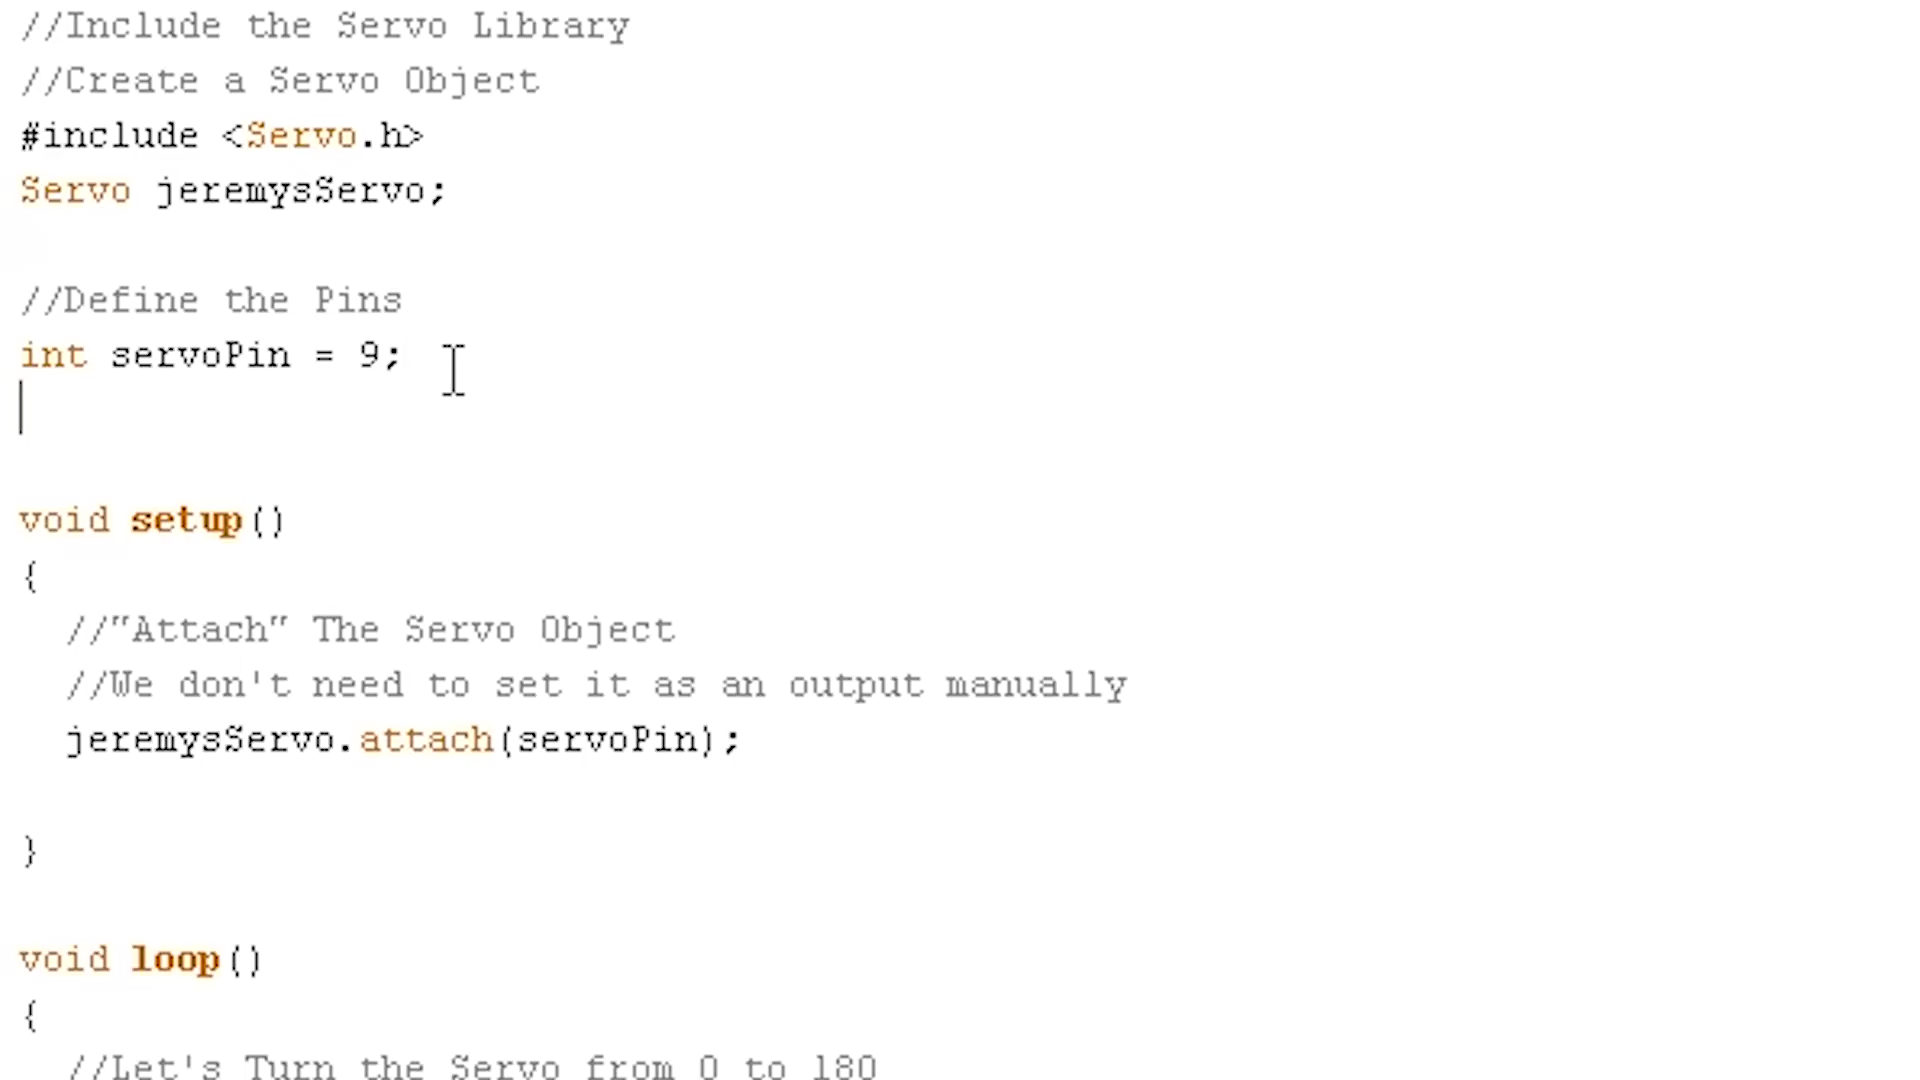 //Include the Servo Library
//Create a Servo Object
#include <Servo.h>
Servo jeremysServo;
//Define the Pins
int servoPin = 9;
void setup()
{
//"Attach" The Servo Object
//We don't need to set it as an output manually
jeremysServo.attach(servoPin);
}
void loop()
{
//Let's Turn the Servo from 0 to 180